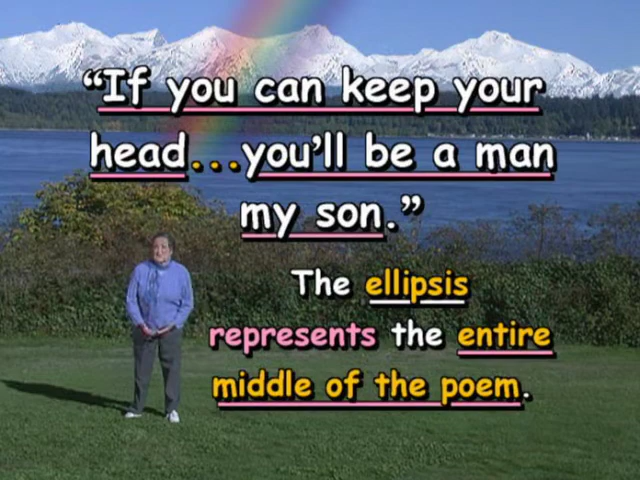 “If you can keep your
head...you’ll be a man
my son.”
The ellipsis
represents the entire
middle of the poem.